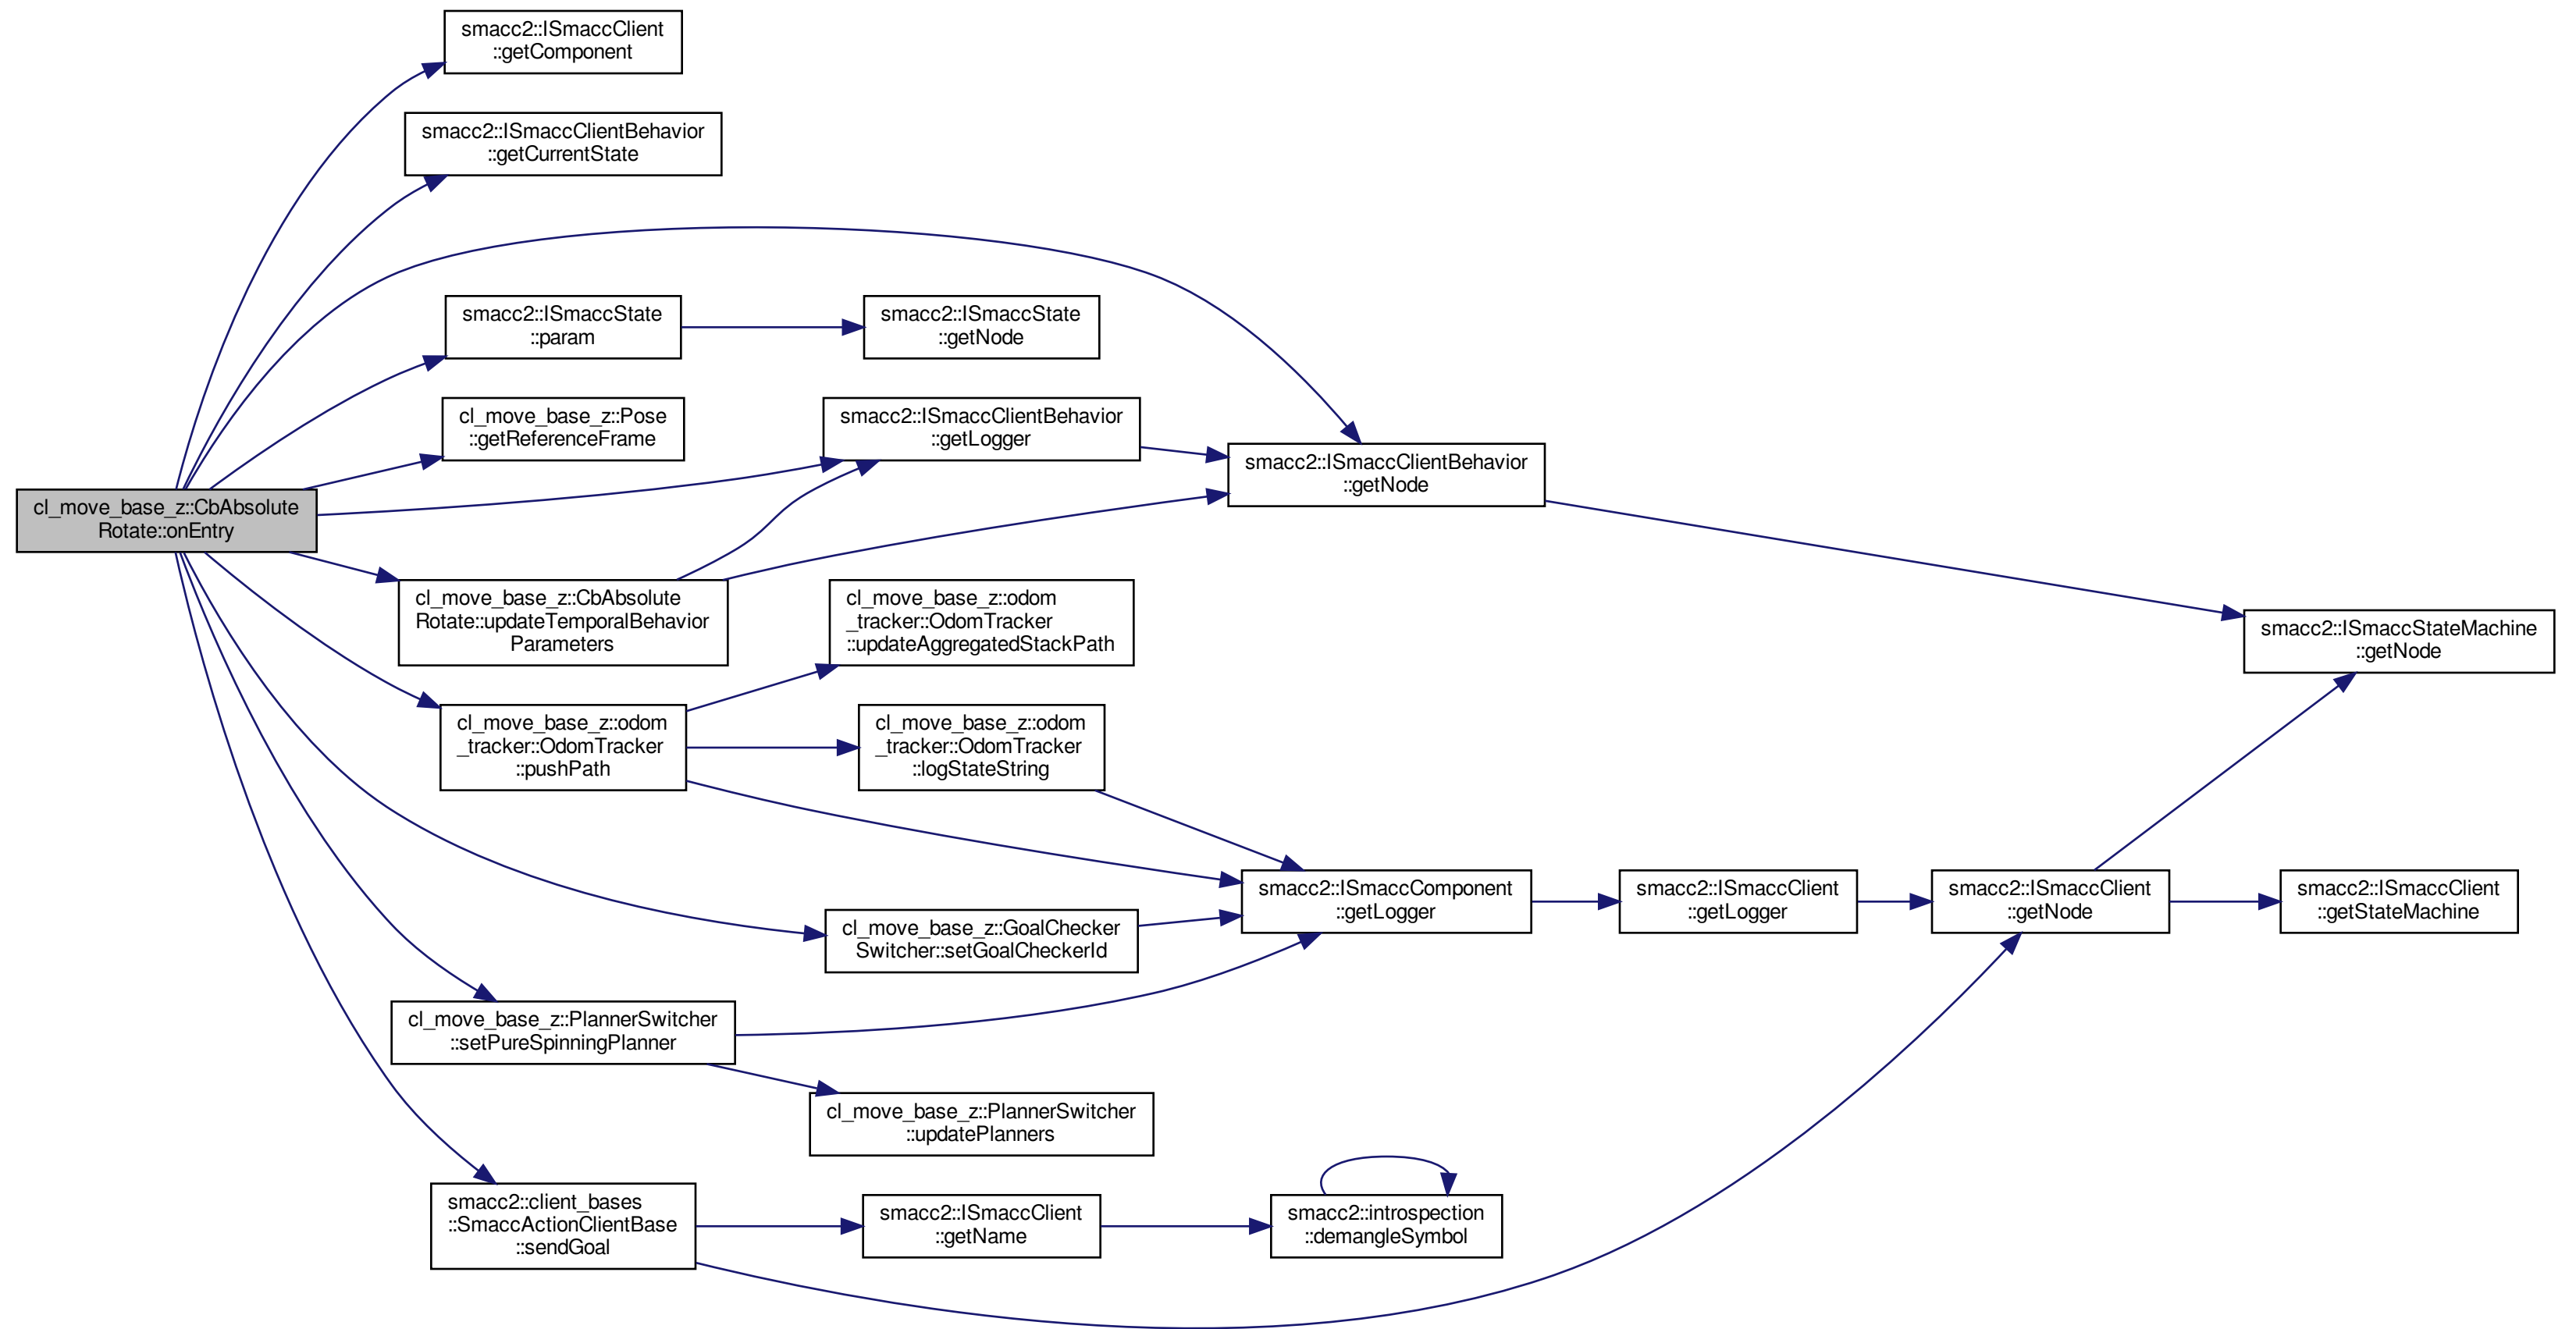 smacc2::ISmaccClient
::getComponent
smacc2::ISmaccClientBehavior
::getCurrentState
smacc2::ISmaccState
::param
smacc2::ISmaccState
::getNode
cl_move_base_z::Pose
::getReferenceFrame
smacc2::ISmaccClientBehavior
::getLogger
smacc2::ISmaccClientBehavior
::getNode
cl_move_base_z::CbAbsolute
Rotate::onEntry
cl_move_base_z::CbAbsolute
Rotate::updateTemporalBehavior
Parameters
cl_move_base_z::odom
_tracker::OdomTracker
::updateAggregatedStackPath
smacc2::ISmaccStateMachine
::getNode
cl_move_base_z::odom
_tracker::OdomTracker
::pushPath
cl_move_base_z::odom
_tracker::OdomTracker
::logStateString
smacc2::ISmaccComponent
::getLogger
smacc2::ISmaccClient
::getLogger
smacc2::ISmaccClient
::getNode
smacc2::ISmaccClient
::getStateMachine
cl_move_base_z::GoalChecker
Switcher::setGoalCheckerId
cl_move_base_z::PlannerSwitcher
::setPureSpinningPlanner
cl_move_base_z::PlannerSwitcher
::updatePlanners
smacc2::client_bases
::SmaccActionClientBase
::sendGoal
smacc2::ISmaccClient
::getName
smacc2::introspection
::demangleSymbol